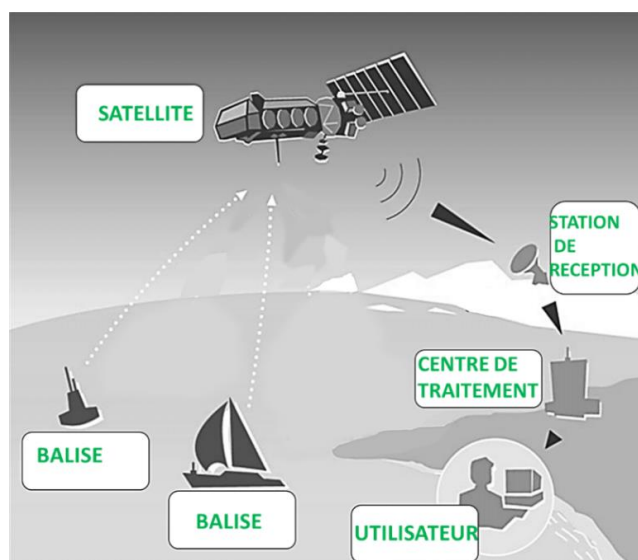 SATELLITE
STATION
DE
RECEPTION
CENTRE DE
TRAITEMENT
BALISE
BALISE
UTILISATEUR